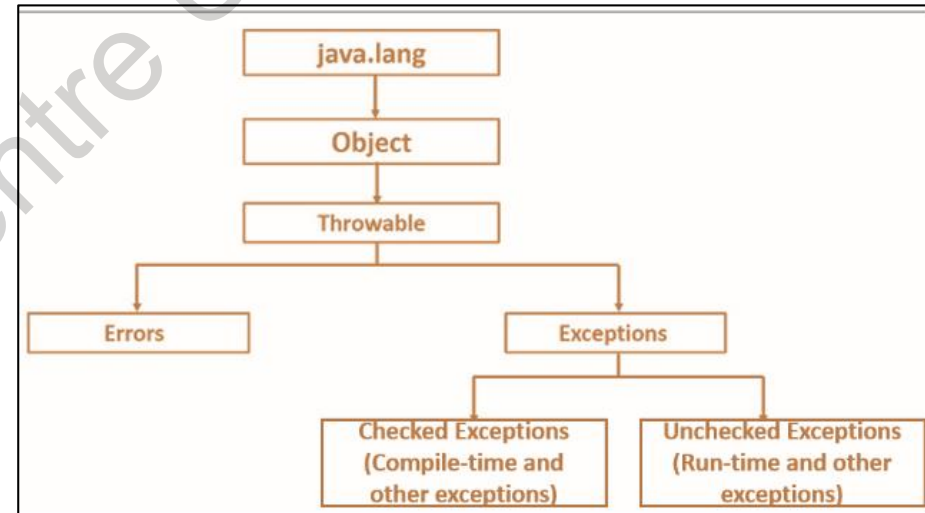 java.lang
Object
Throwable
Errors
Exceptions
Checked Exceptions
(Compile-time and
other exceptions)
Unchecked Exceptions
(Run-time and other
exceptions)
entre